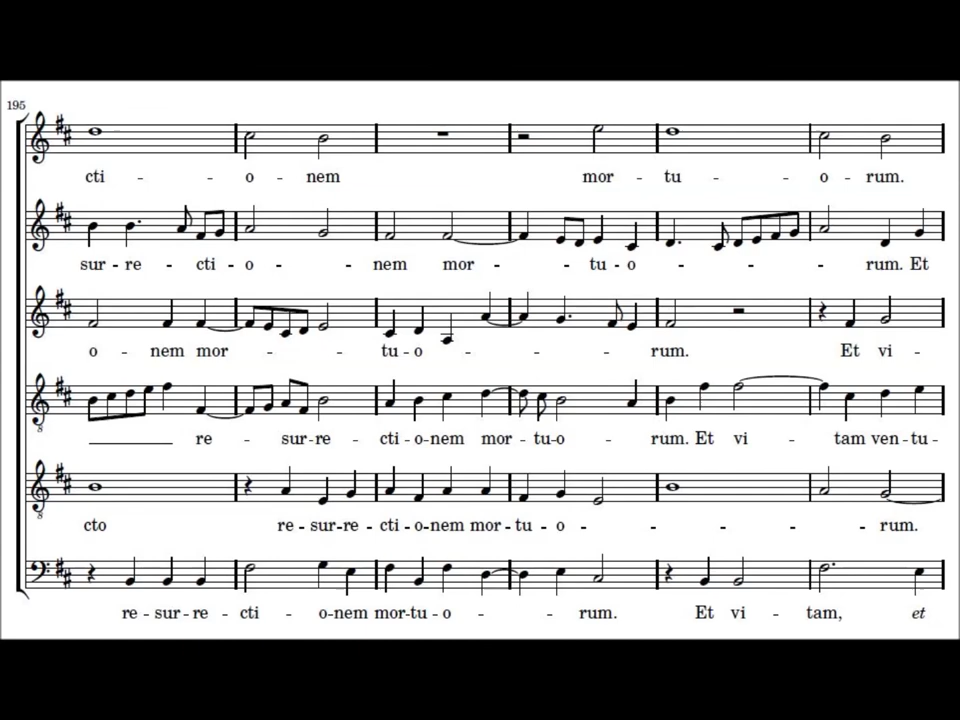 195
cti - - o - nem mor - tu - - o - rum.
sur - re - cti - o - - - nem mor - - - tu - o - - - - - rum. Et
o - nem mor - - - tu - o - - - - rum. Et vi -
re - sur - re - cti - o - nem mor - tu - o - rum. Et vi - tam ven - tu -
8
cto re - sur - re - cti - o - nem mor - tu - o - - - - - rum.
8
re - sur - re - cti - o - nem mor - tu - o - - rum. Et vi - tam, et